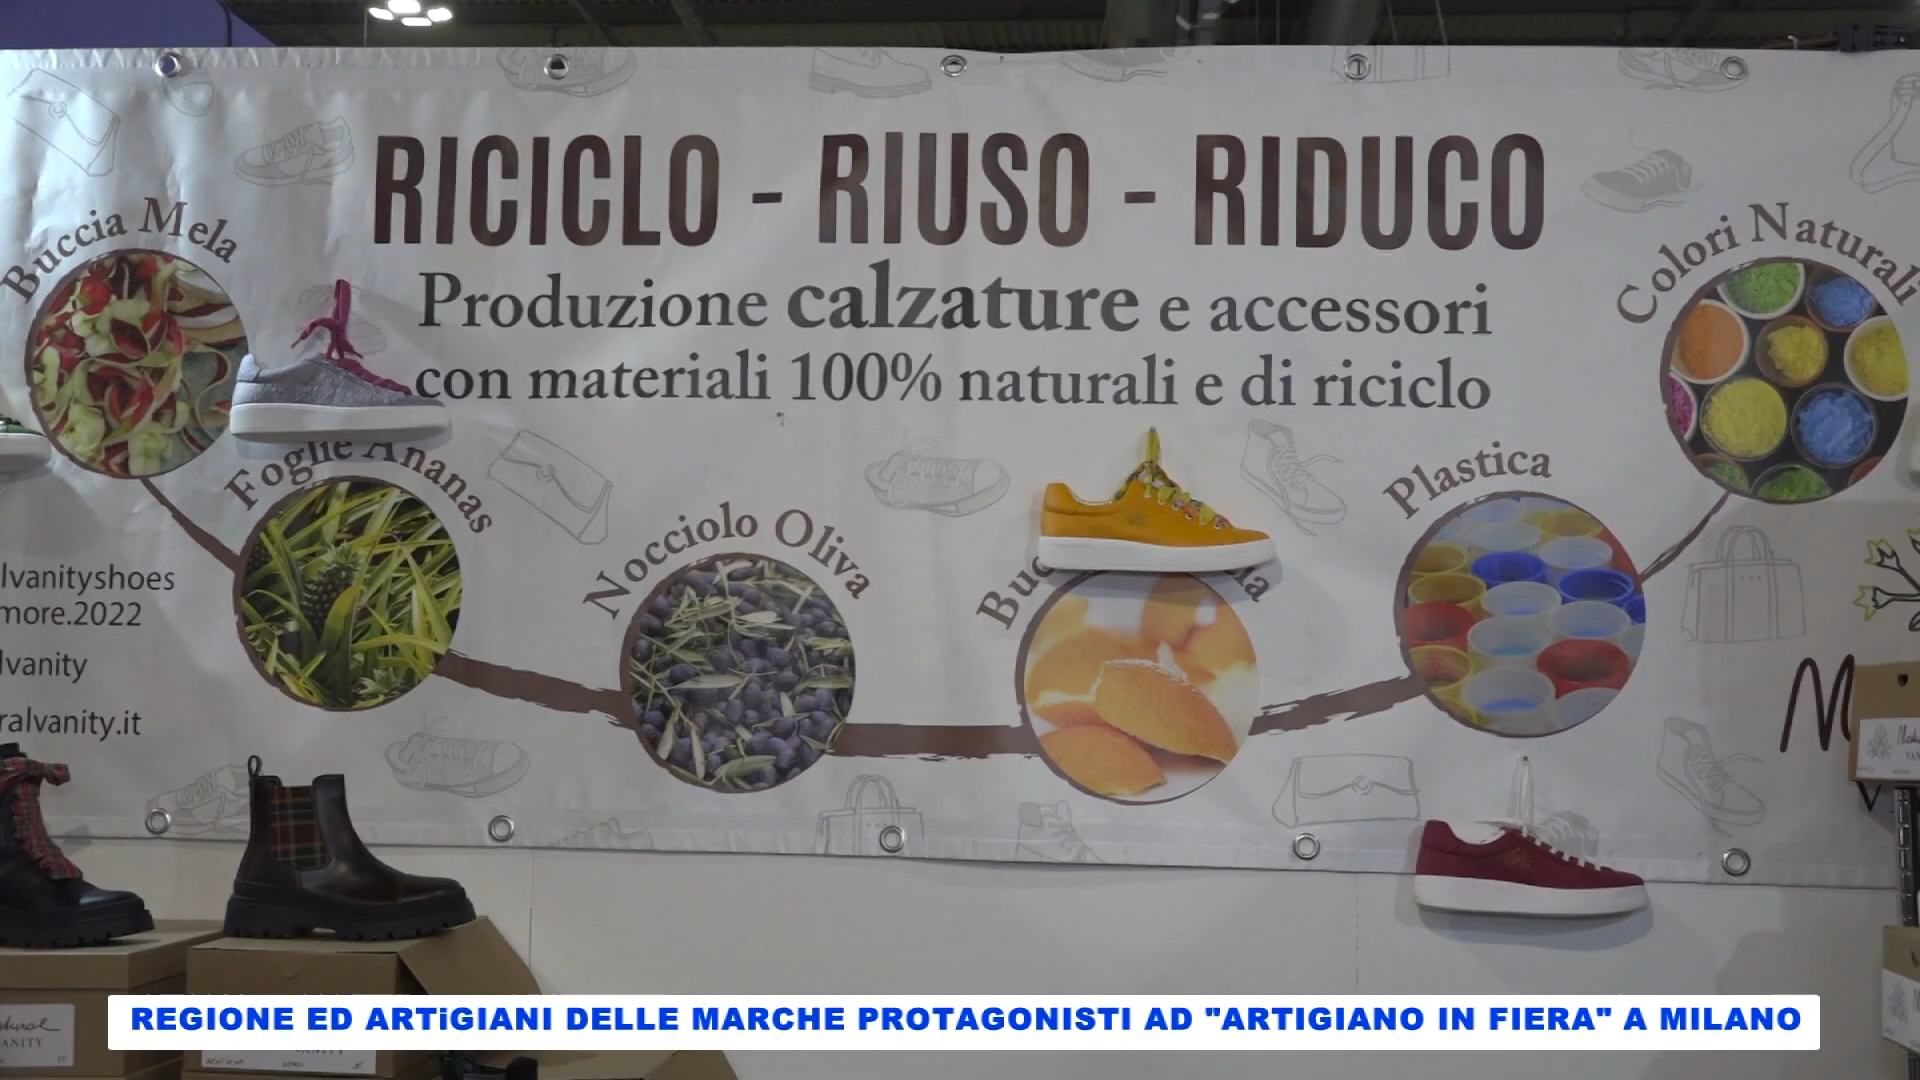 RICICLO - RIUSO - RIDUCO
Produzione calzature e accessori
con materiali 100% naturali e di riciclo
Buccia Mela
Foglie Ananas
Nocciolo Oliva
Plastica
Colori Naturali
lvanityshoes
more.2022
lvanity
ralvanity.it
REGIONE ED ARTiGIANI DELLE MARCHE PROTAGONISTI AD "ARTIGIANO IN FIERA" A MILANO